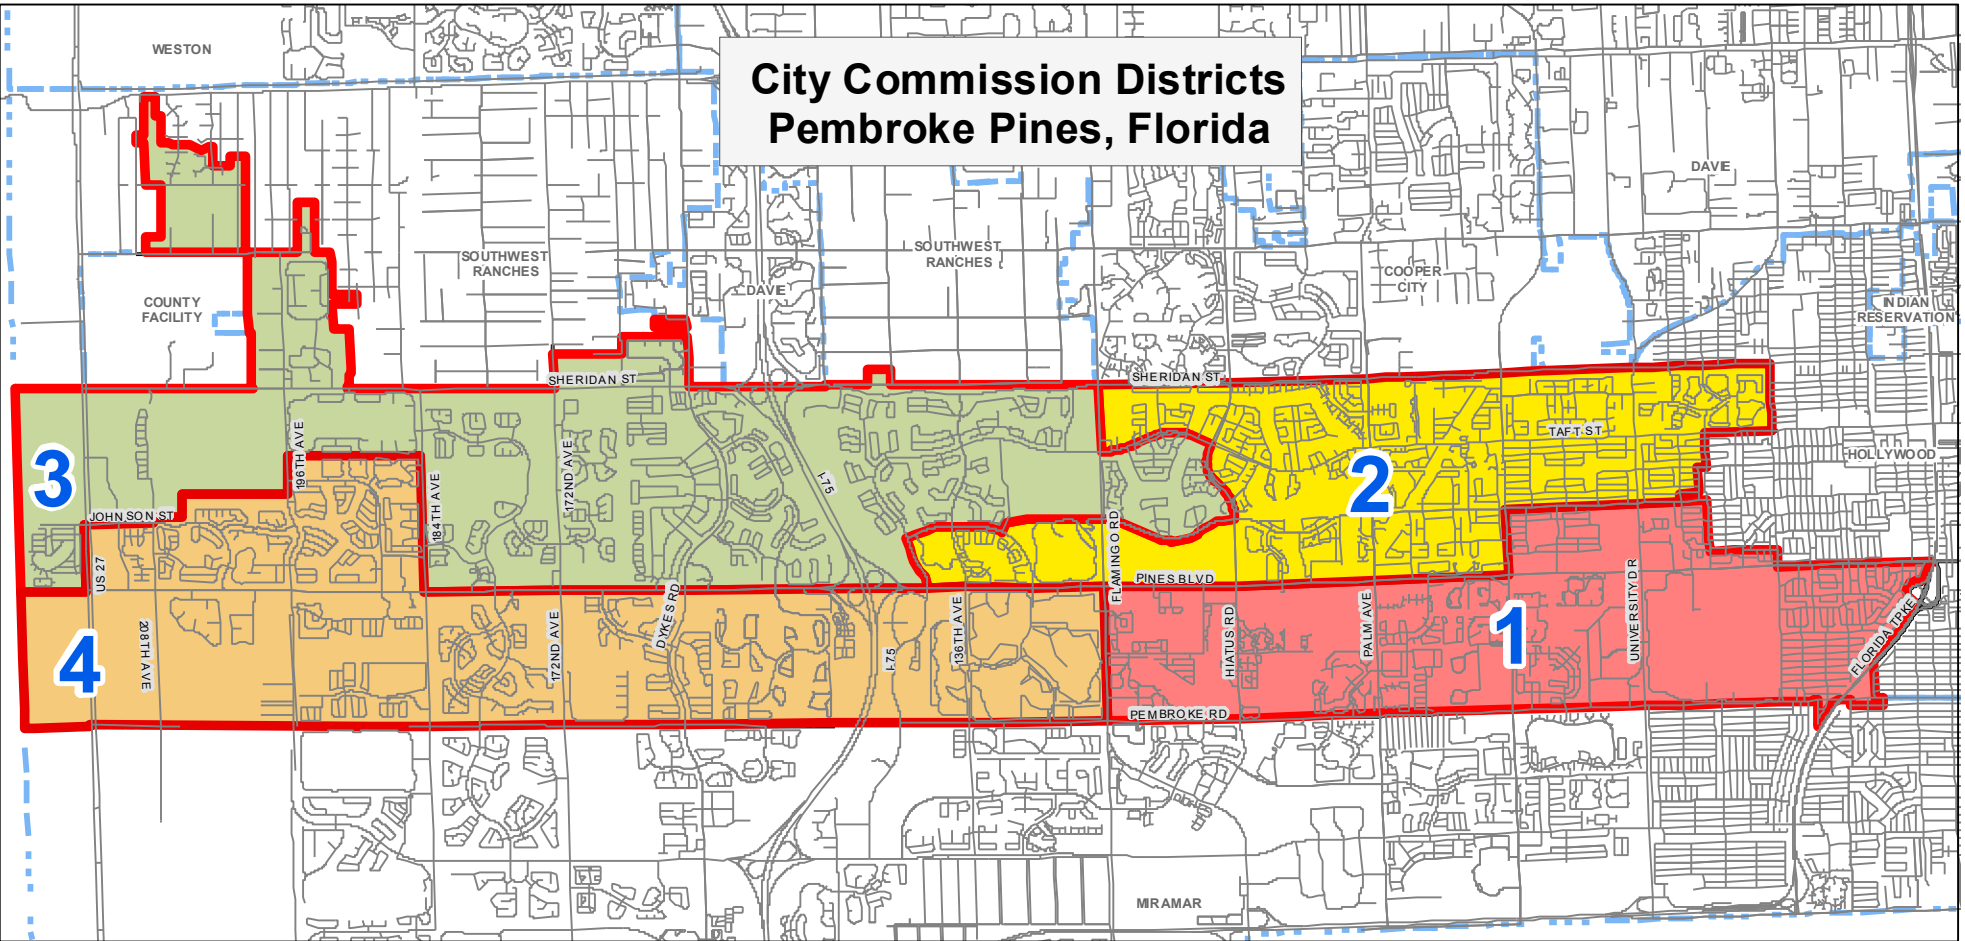 City Commission Districts
Pembroke Pines, Florida
WESTON
DAVIE
SOUTHWEST
RANCHES
SOUTHWEST
RANCHES
DAVIE
COOPER
CITY
COUNTY
FACILITY
INDIAN
RESERVATION
SHERIDAN ST
SHERIDAN ST
TAFT ST
HOLLYWOOD
196TH AVE
184TH AVE
172ND AVE
I-75
3
2
JOHNSON ST
US 27
FLAMINGO RD
PINES BLVD
DYKES RD
208TH AVE
172ND AVE
I-75
136TH AVE
HIATUS RD
PALM AVE
UNIVERSITY DR
FLORIDA TPKE
4
1
PEMBROKE RD
MIRAMAR